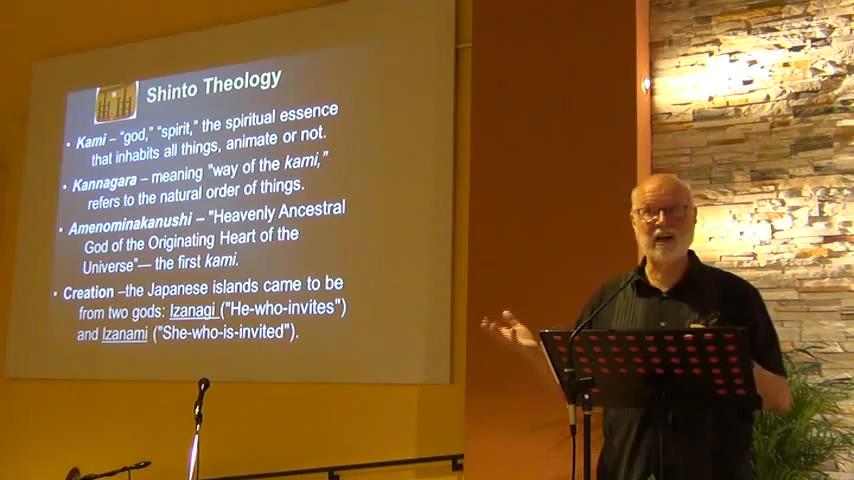 Shinto Theology
• Kami – "god," "spirit," the spiritual essence
that inhabits all things, animate or not.
• Kannagara – meaning "way of the kami,"
refers to the natural order of things.
• Amenominakanushi – "Heavenly Ancestral
God of the Originating Heart of the
Universe"— the first kami.
• Creation –the Japanese islands came to be
from two gods: Izanagi ("He-who-invites")
and Izanami ("She-who-is-invited").